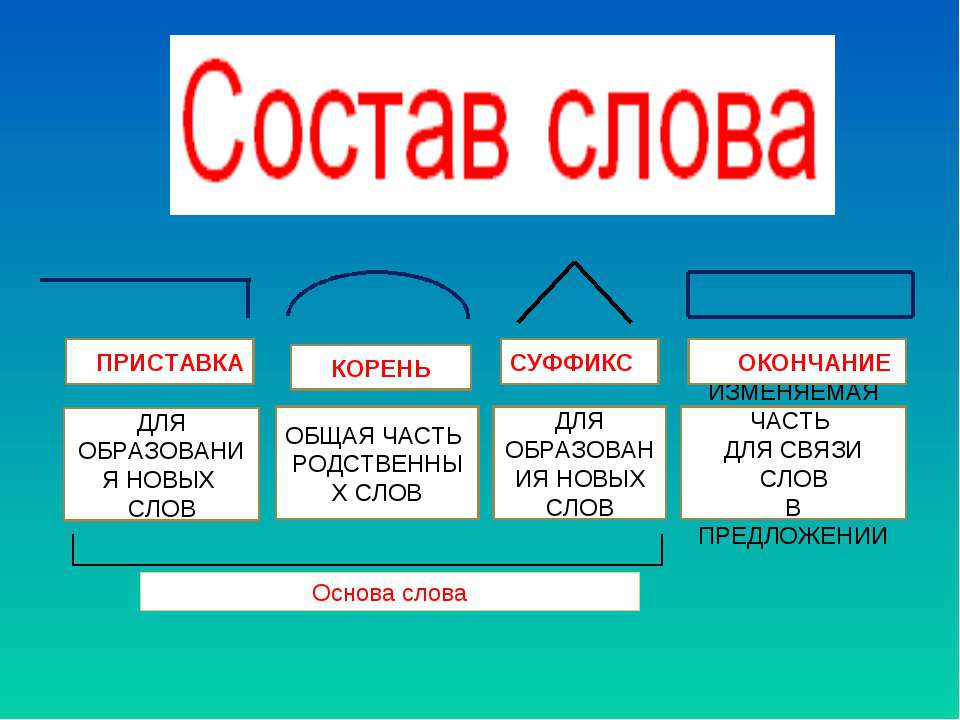 Состав слова
ПРИСТАВКА
КОРЕНЬ
СУФФИКС
ОКОНЧАНИЕ
ДЛЯ
ОБРАЗОВАНИ
Я НОВЫХ
СЛОВ
ОБЩАЯ ЧАСТЬ
РОДСТВЕННЫ
Х СЛОВ
ДЛЯ
ОБРАЗОВАН
ИЯ НОВЫХ
СЛОВ
ИЗМЕНЯЕМАЯ
ЧАСТЬ
ДЛЯ СВЯЗИ
СЛОВ
В
ПРЕДЛОЖЕНИИ
Основа слова